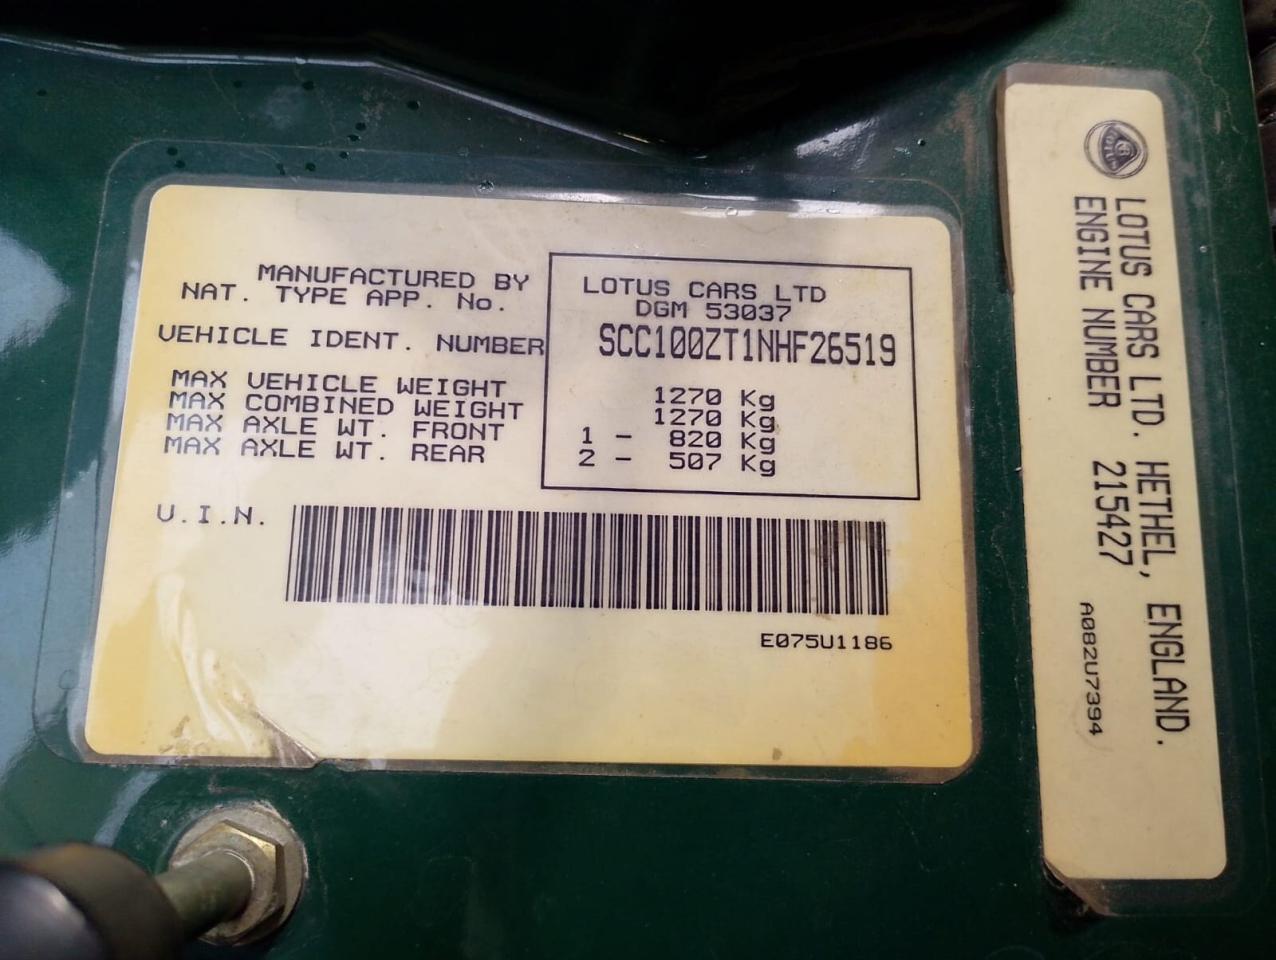 MANUFACTURED BY LOTUS CARS LTD
NAT. TYPE APP. No. DGM 53037
VEHICLE IDENT. NUMBER SCC100ZT1NHF26519
MAX VEHICLE WEIGHT 1270 Kg
MAX COMBINED WEIGHT 1270 Kg
MAX AXLE WT. FRONT 1 - 820 Kg
MAX AXLE WT. REAR 2 - 507 Kg
V.I.N.
E075U1186
LOTUS
LOTUS CARS LTD. HETHEL, ENGLAND.
ENGINE NUMBER 215427
A082U7394